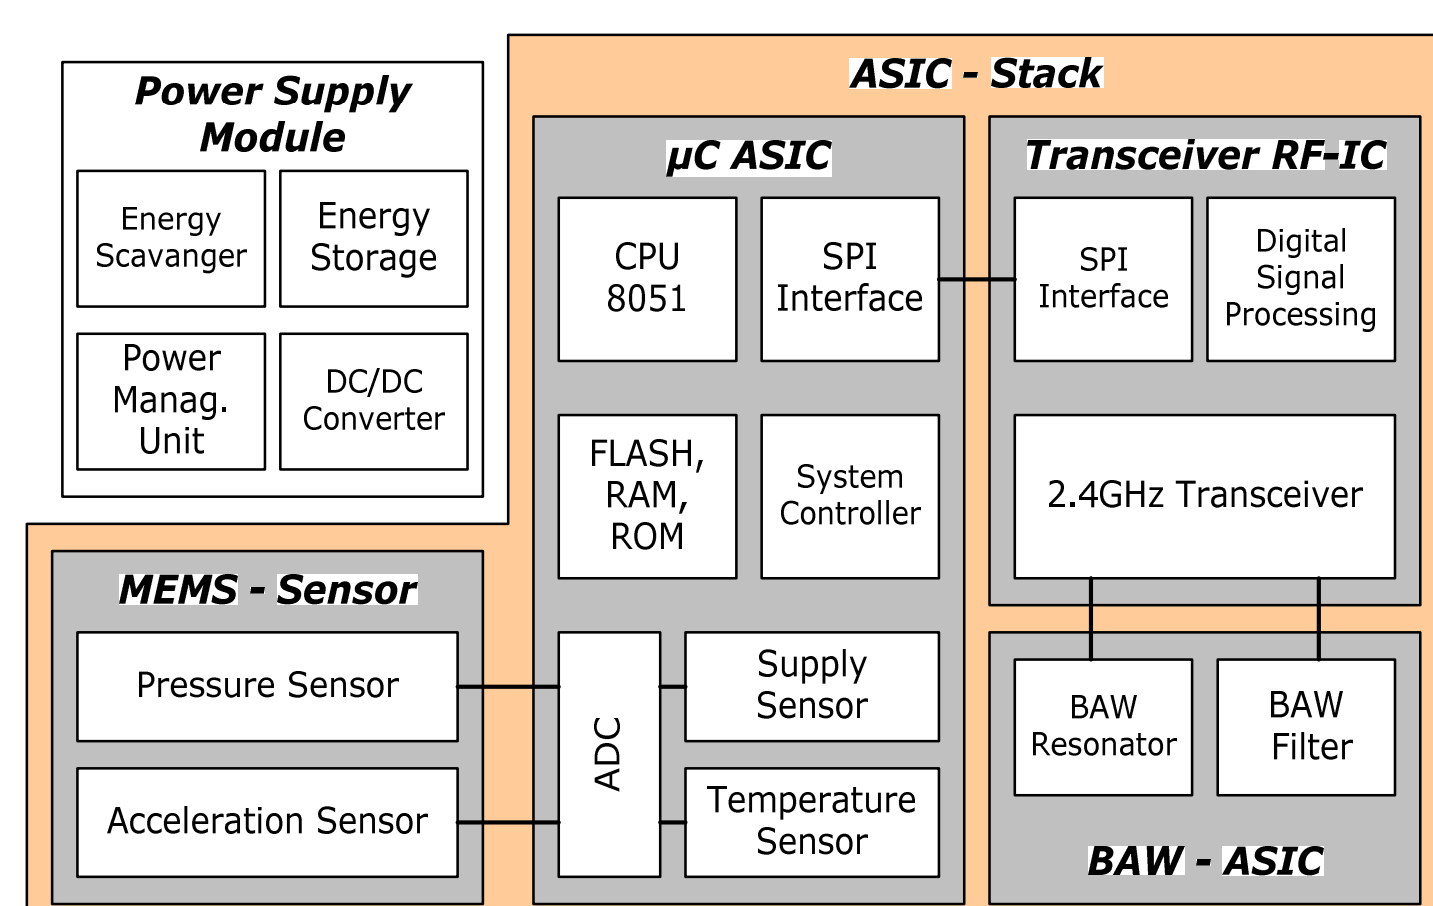 Power Supply
Module
Energy
Scavanger
Energy
Storage
Power
Manag.
Unit
DC/DC
Converter
ASIC - Stack
µC ASIC
CPU
8051
SPI
Interface
FLASH,
RAM,
ROM
System
Controller
ADC
Supply
Sensor
Temperature
Sensor
Transceiver RF-IC
SPI
Interface
Digital
Signal
Processing
2.4GHz Transceiver
MEMS - Sensor
Pressure Sensor
Acceleration Sensor
BAW
Resonator
BAW
Filter
BAW - ASIC